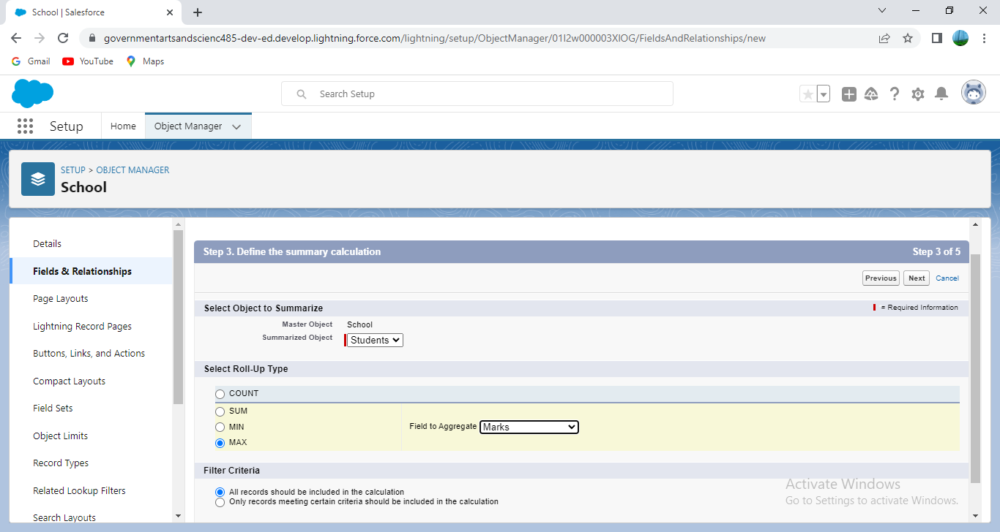 School | Salesforce
governmentartsandscienc485-dev-ed.develop.lightning.force.com/lightning/setup/ObjectManager/01I2w000003XIOG/FieldsAndRelationships/new
Gmail YouTube Maps
Search Setup
Setup Home Object Manager
SETUP > OBJECT MANAGER
School
Details
Fields & Relationships
Page Layouts
Lightning Record Pages
Buttons, Links, and Actions
Compact Layouts
Field Sets
Object Limits
Record Types
Related Lookup Filters
Search Layouts
Step 3. Define the summary calculation Step 3 of 5
Previous Next Cancel
Select Object to Summarize = Required Information
Master Object School
Summarized Object Students
Select Roll-Up Type
COUNT
SUM
MIN Field to Aggregate Marks
MAX
Filter Criteria
All records should be included in the calculation
Only records meeting certain criteria should be included in the calculation
Activate Windows
Go to Settings to activate Windows.